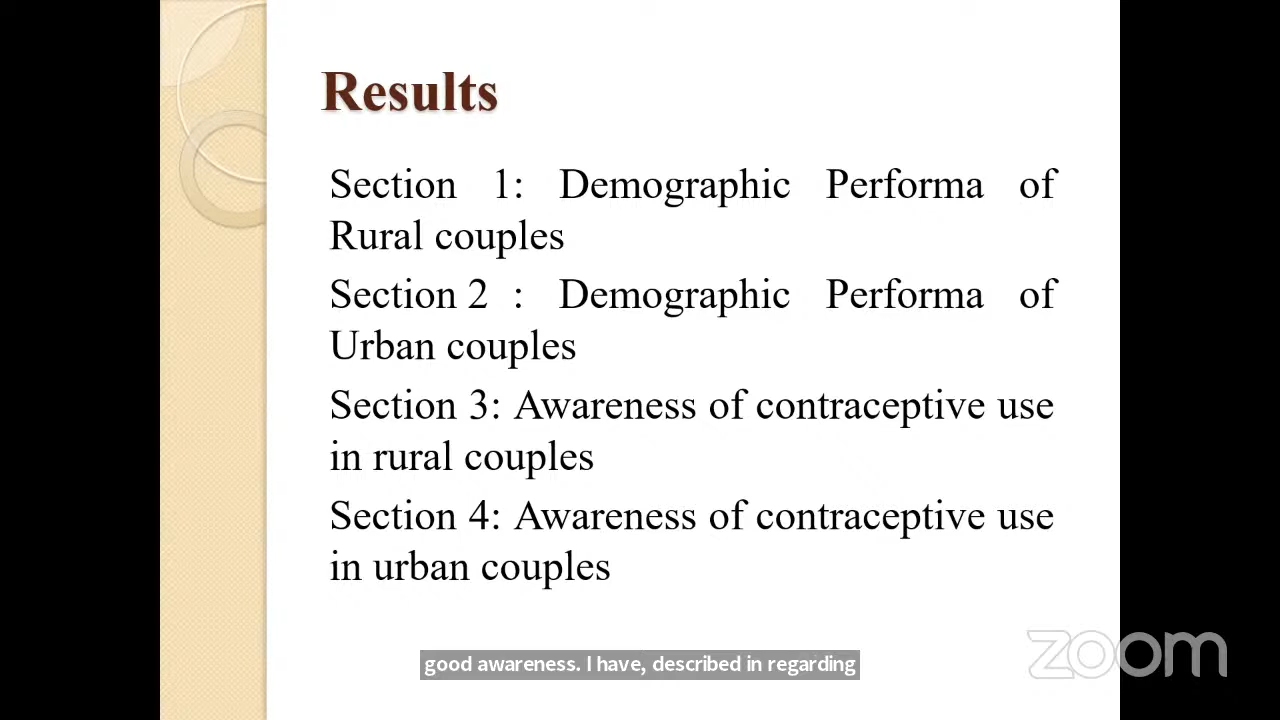 Results
Section 1: Demographic Performa of
Rural couples
Section 2 : Demographic Performa of
Urban couples
Section 3: Awareness of contraceptive use
in rural couples
Section 4: Awareness of contraceptive use
in urban couples
zoom
good awareness. I have, described in regarding